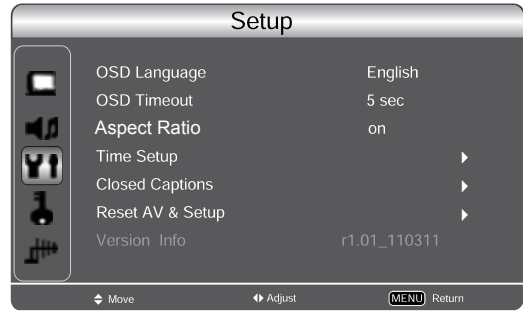 Setup
OSD Language English
OSD Timeout 5 sec
Aspect Ratio on
Time Setup
Closed Captions
Reset AV & Setup
Version Info r1.01_110311
Move Adjust MENU Return